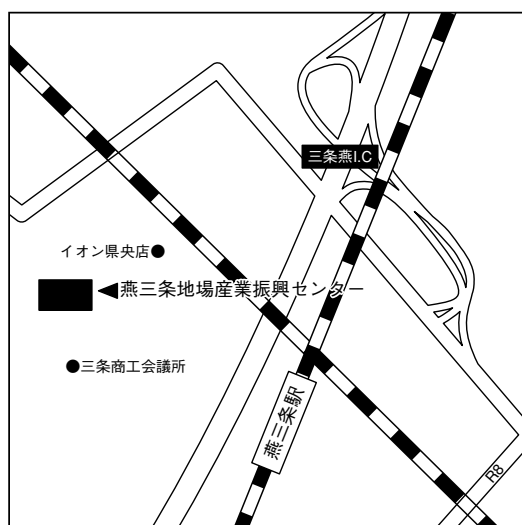 三条燕I.C
イオン県央店●
◀燕三条地場産業振興センター
●三条商工会議所
燕三条駅
R8